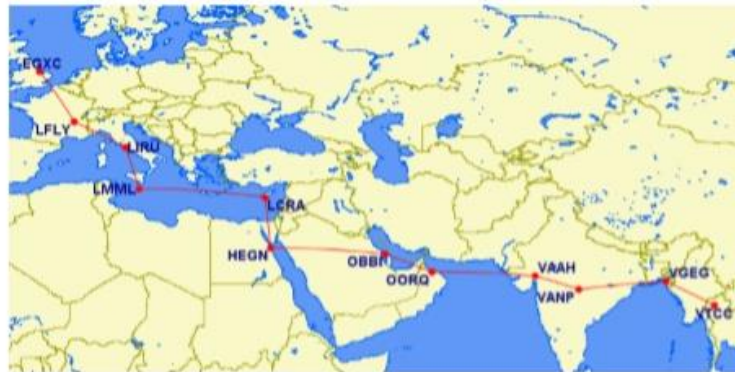 EGXC
LFLY
LIRU
LMML
LCRA
HEGN
OBBI
OORQ
VAAH
VANP
VGEG
VTCC